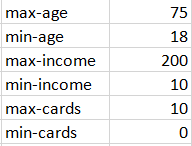 max-age 75
min-age 18
max-income 200
min-income 10
max-cards 10
min-cards 0